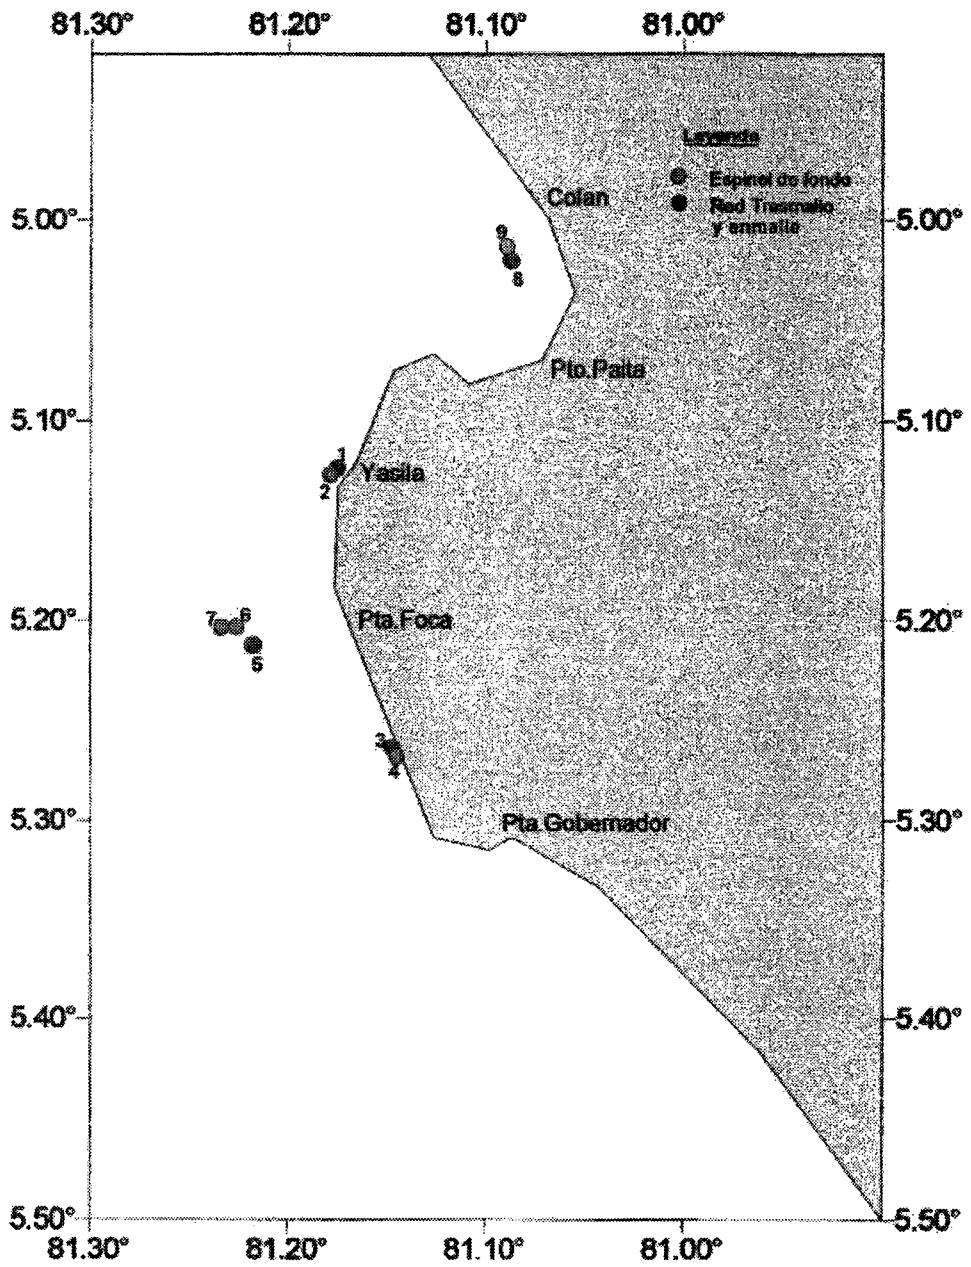 81.30° 81.20° 81.10° 81.00°
Leyenda
Espinel de fondo
Red Trasmallo
y enmalle
Colan
5.00° 5.00°
9
8
Pto.Paita
5.10° 5.10°
1
Yasila
2
5.20° 7 6 Pta.Foca 5.20°
5
3
4
5.30° Pta.Gobernador 5.30°
5.40° 5.40°
5.50° 5.50°
81.30° 81.20° 81.10° 81.00°